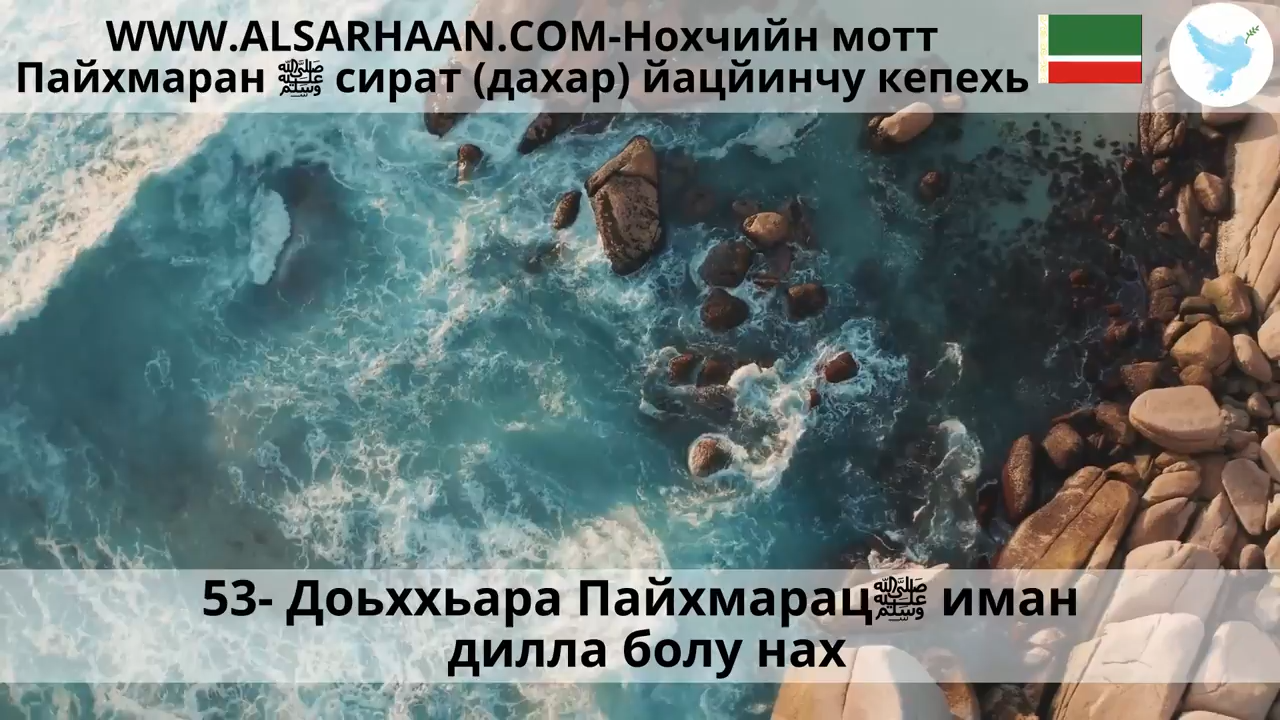 WWW.ALSARHAAN.COM-Нохчийн мотт
Пайхмаран ﷺ сират (дахар) йацйинчу кепехь
53- Доьххьара Пайхмарацﷺ иман
дилла болу нах